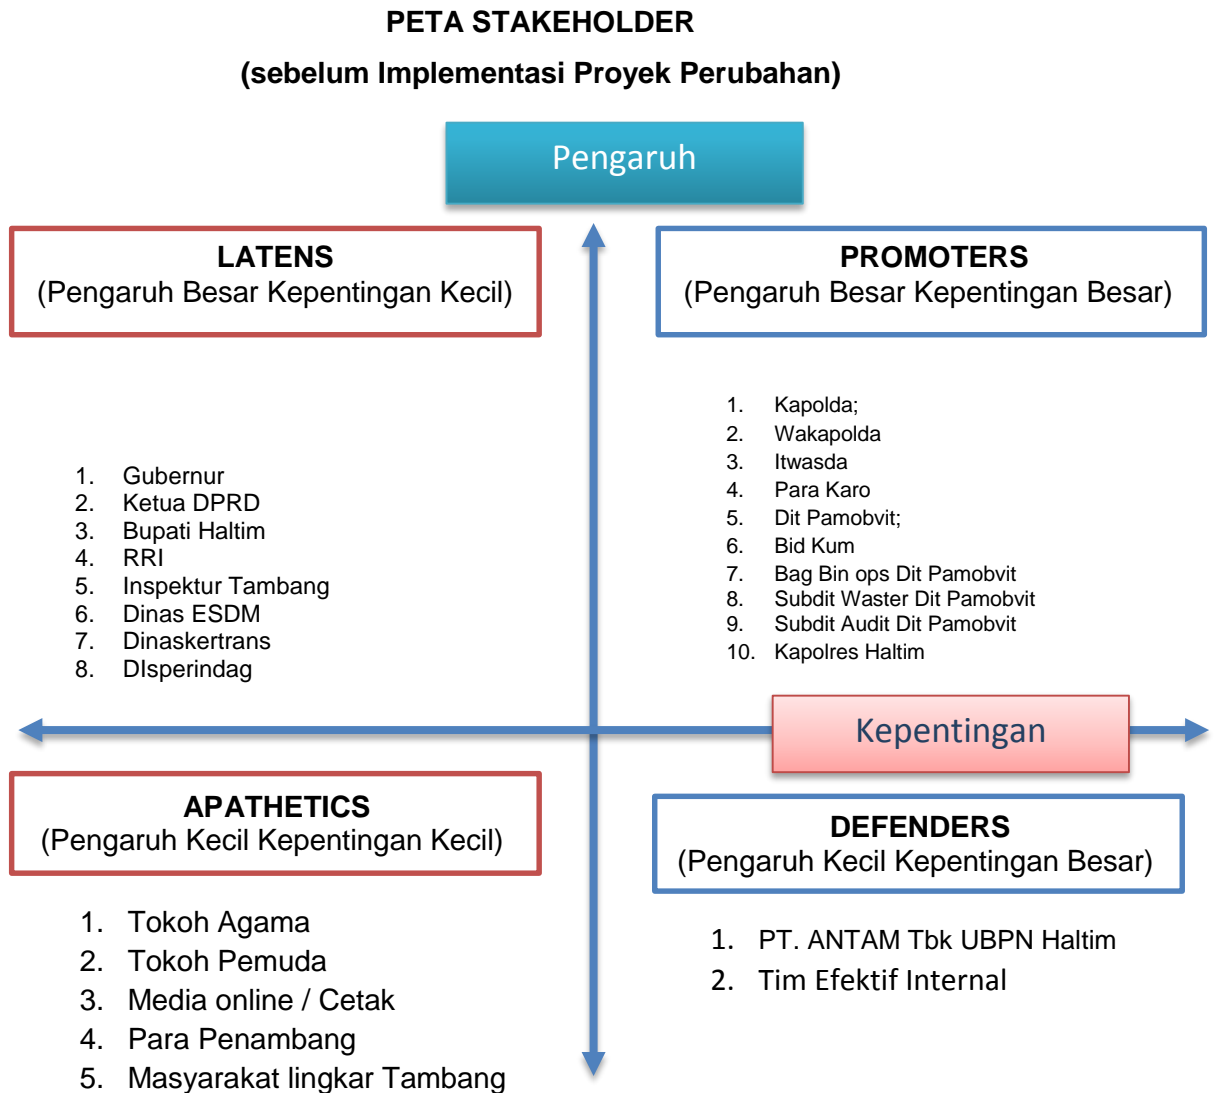 PETA STAKEHOLDER
(sebelum Implementasi Proyek Perubahan)
Pengaruh
LATENS
(Pengaruh Besar Kepentingan Kecil)
PROMOTERS
(Pengaruh Besar Kepentingan Besar)
1. Gubernur
2. Ketua DPRD
3. Bupati Haltim
4. RRI
5. Inspektur Tambang
6. Dinas ESDM
7. Dinaskertrans
8. DIsperindag
1. Kapolda;
2. Wakapolda
3. Itwasda
4. Para Karo
5. Dit Pamobvit;
6. Bid Kum
7. Bag Bin ops Dit Pamobvit
8. Subdit Waster Dit Pamobvit
9. Subdit Audit Dit Pamobvit
10. Kapolres Haltim
Kepentingan
APATHETICS
(Pengaruh Kecil Kepentingan Kecil)
DEFENDERS
(Pengaruh Kecil Kepentingan Besar)
1. Tokoh Agama
2. Tokoh Pemuda
3. Media online / Cetak
4. Para Penambang
5. Masyarakat lingkar Tambang
1. PT. ANTAM Tbk UBPN Haltim
2. Tim Efektif Internal